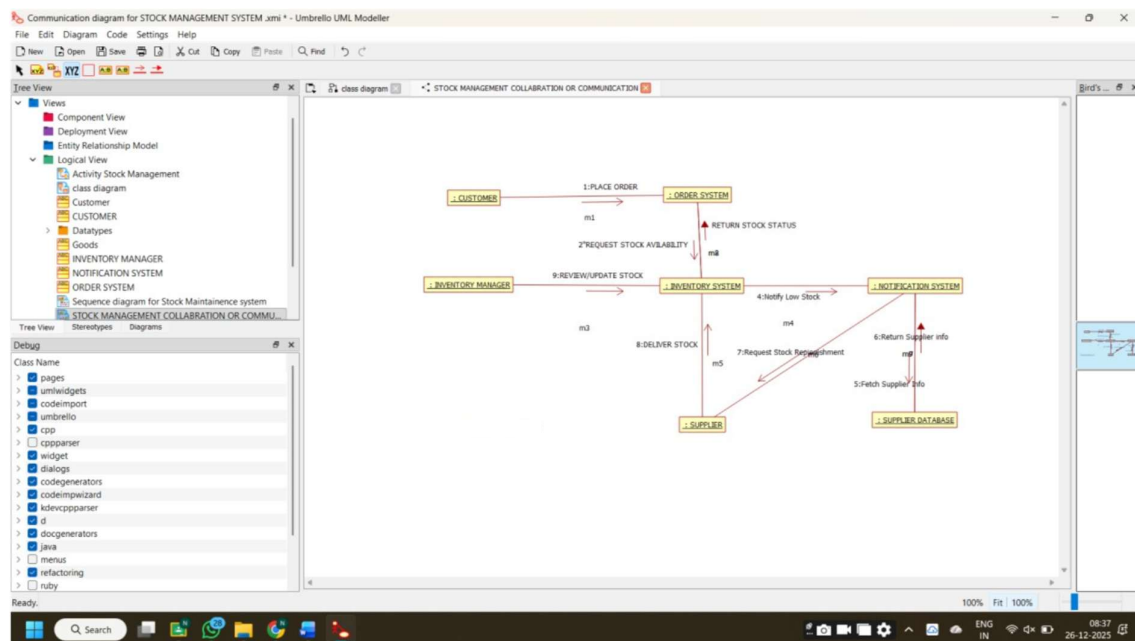 Communication diagram for STOCK MANAGEMENT SYSTEM .xmi * - Umbrello UML Modeller
File Edit Diagram Code Settings Help
New Open Save Cut Copy Paste Find
XYZ XYZ A.B A.B
Tree View
class diagram STOCK MANAGEMENT COLLABRATION OR COMMUNICATION
Bird's ...
Views
Component View
Deployment View
Entity Relationship Model
Logical View
Activity Stock Management
class diagram
Customer
CUSTOMER
Datatypes
Goods
INVENTORY MANAGER
NOTIFICATION SYSTEM
ORDER SYSTEM
Sequence diagram for Stock Maintainence system
STOCK MANAGEMENT COLLABRATION OR COMMU...
Tree View Stereotypes Diagrams
Debug
Class Name
pages
umlwidgets
codeimport
umbrello
cpp
cppparser
widget
dialogs
codegenerators
codeimpwizard
kdevcppparser
d
docgenerators
java
menus
refactoring
ruby
1:PLACE ORDER
: CUSTOMER
: ORDER SYSTEM
m1
RETURN STOCK STATUS
2"REQUEST STOCK AVILABILITY
9:REVIEW/UPDATE STOCK
: INVENTORY MANAGER
: INVENTORY SYSTEM
: NOTIFICATION SYSTEM
4:Notify Low Stock
m3
m4
6:Return Supplier info
8:DELIVER STOCK
7:Request Stock Replenishment
m5
5:Fetch Supplier Info
: SUPPLIER
: SUPPLIER DATABASE
Ready.
100% Fit 100%
Search
28
ENG
IN
08:37
26-12-2025